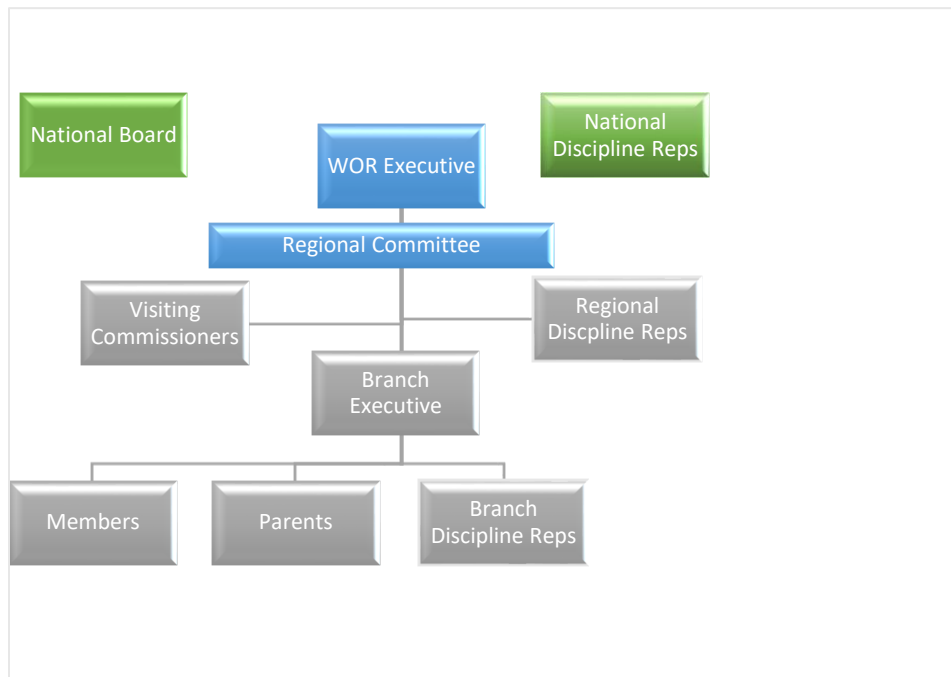 National Board
WOR Executive
National
Discipline Reps
Regional Committee
Visiting
Commissioners
Regional
Discpline Reps
Branch
Executive
Members
Parents
Branch
Discipline Reps